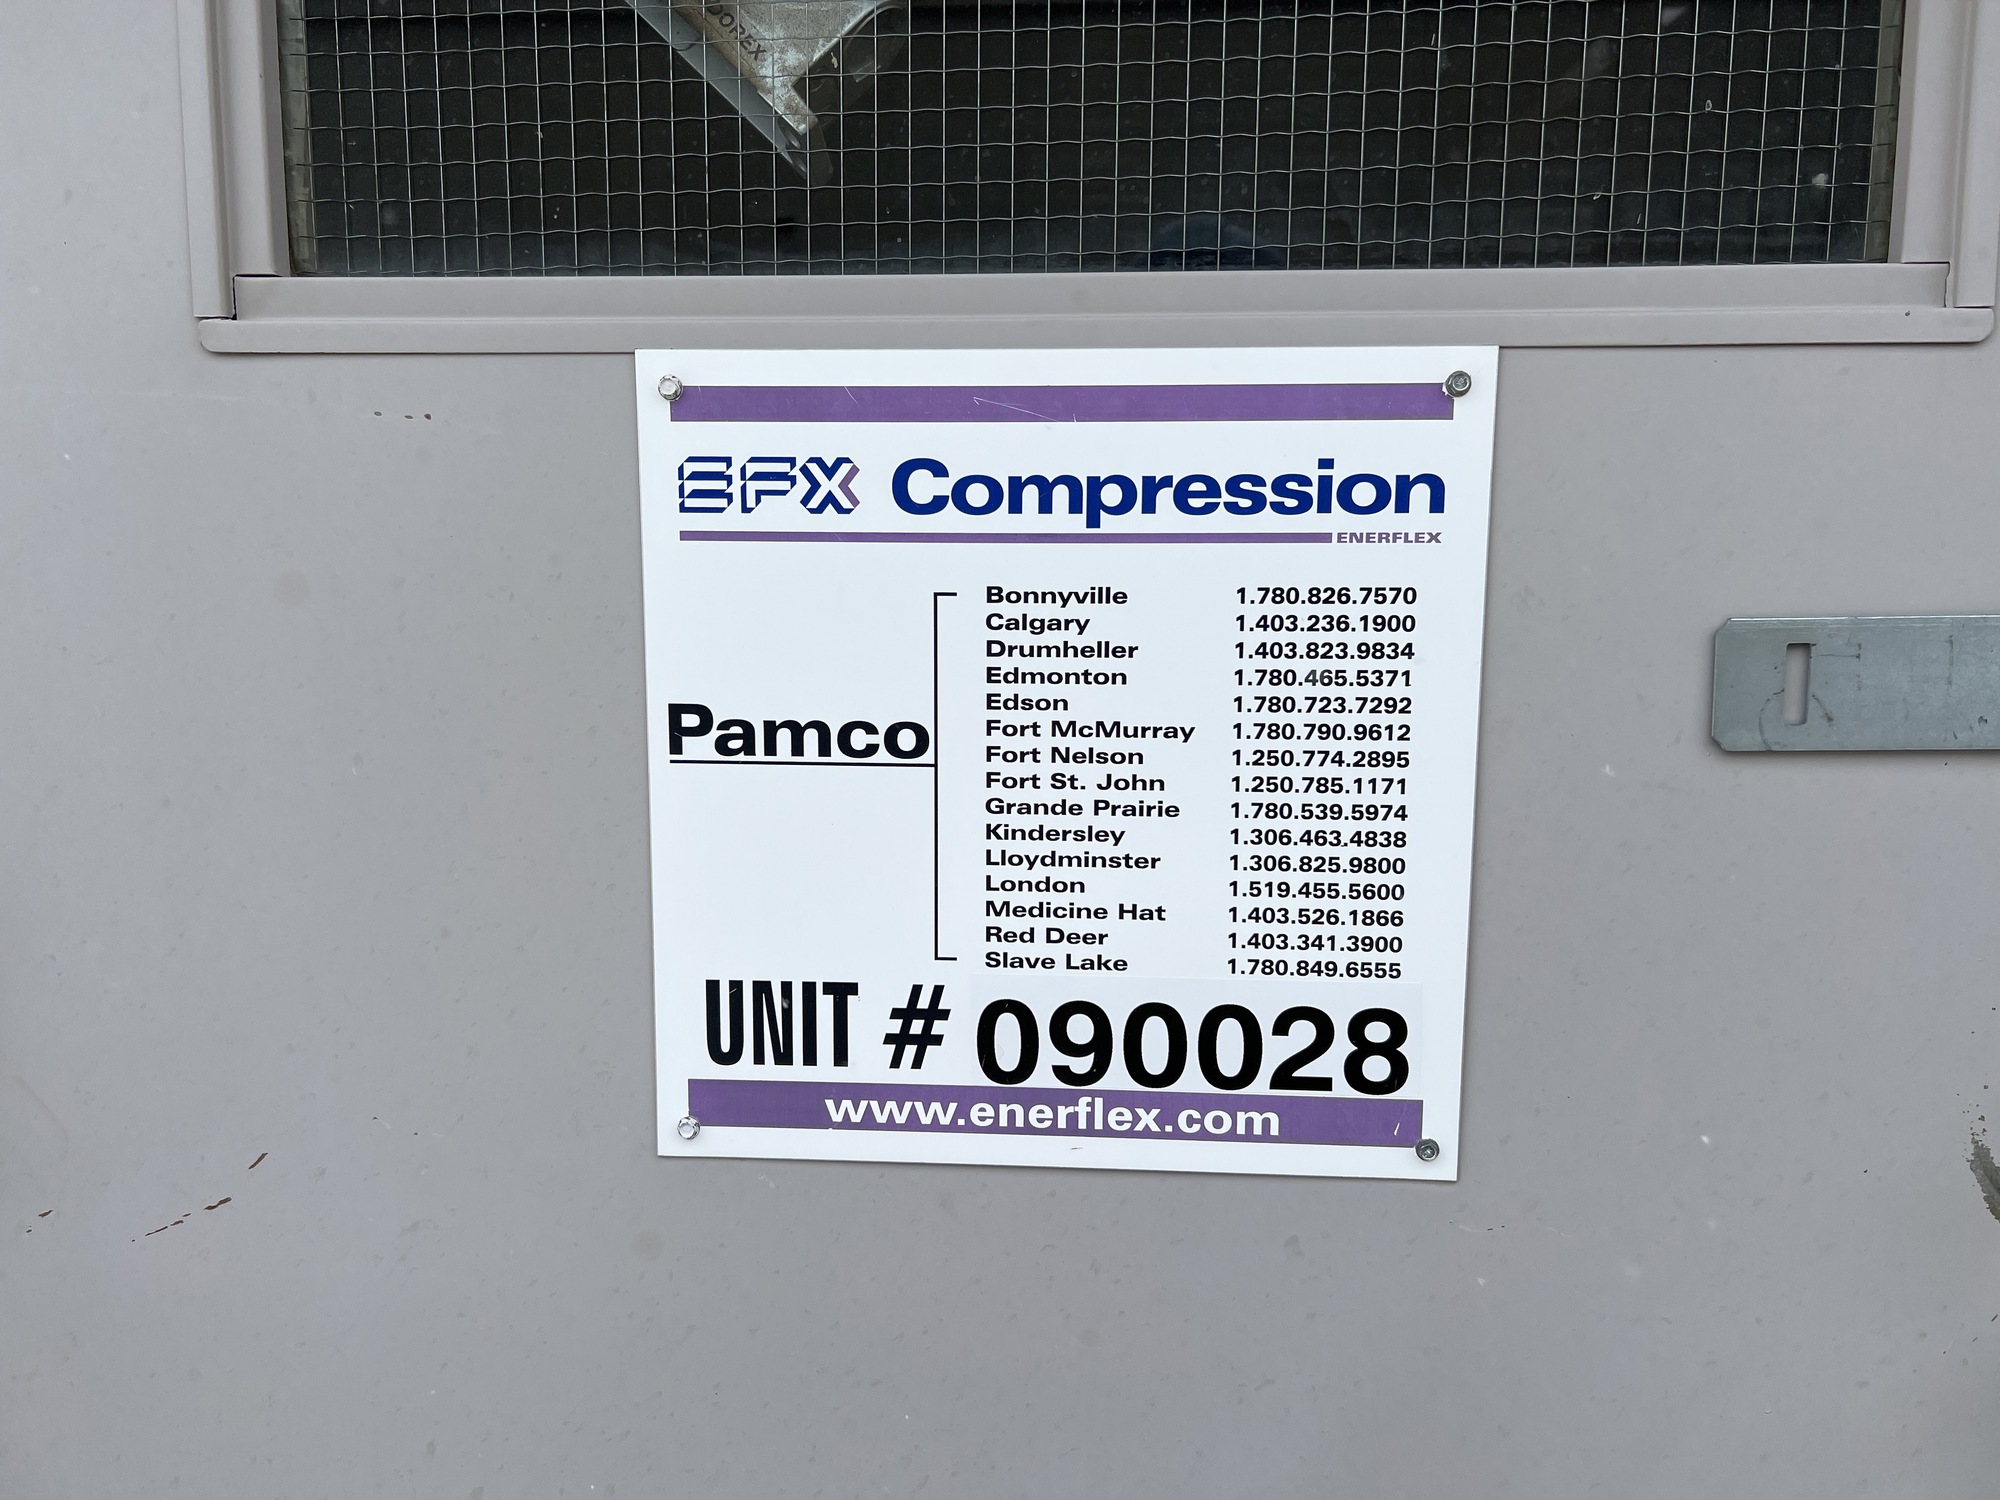 OOREX
EFX Compression
ENERFLEX
Pamco
Bonnyville 1.780.826.7570
Calgary 1.403.236.1900
Drumheller 1.403.823.9834
Edmonton 1.780.465.5371
Edson 1.780.723.7292
Fort McMurray 1.780.790.9612
Fort Nelson 1.250.774.2895
Fort St. John 1.250.785.1171
Grande Prairie 1.780.539.5974
Kindersley 1.306.463.4838
Lloydminster 1.306.825.9800
London 1.519.455.5600
Medicine Hat 1.403.526.1866
Red Deer 1.403.341.3900
Slave Lake 1.780.849.6555
UNIT # 090028
www.enerflex.com